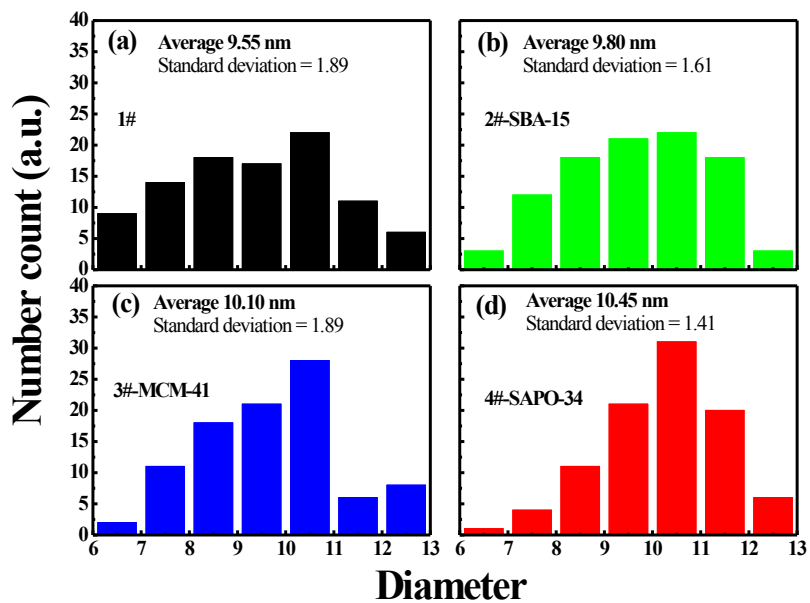 (a) Average 9.55 nm
Standard deviation = 1.89
1#
(b) Average 9.80 nm
Standard deviation = 1.61
2#-SBA-15
40
35
30
25
20
15
10
5
0
(c) Average 10.10 nm
Standard deviation = 1.89
3#-MCM-41
(d) Average 10.45 nm
Standard deviation = 1.41
4#-SAPO-34
40
35
30
25
20
15
10
5
0
6 7 8 9 10 11 12 13
6 7 8 9 10 11 12 13
Number count (a.u.)
Diameter